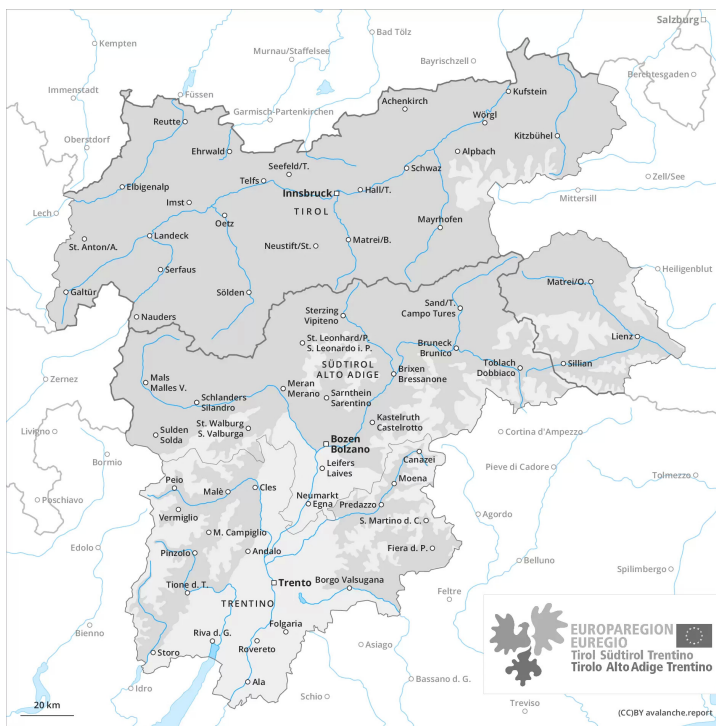 Salzburg
Bad Tölz
Kempten
Murnau/Staffelsee
Bayrischzell
Berchtesgaden
Immenstadt
Füssen
Kufstein
Achenkirch
Garmisch-Partenkirchen
Wörgl
Reutte
Oberstdorf
Kitzbühel
Ehrwald
Alpbach
Seefeld/T.
Schwaz
Telfs
Zell/See
Elbigenalp
Innsbruck
Hall/T.
Mittersill
Imst
TIROL
Lech
Oetz
Mayrhofen
Landeck
Matrei/B.
St. Anton/A.
Neustift/St.
Serfaus
Heiligenblut
Matrei/O.
Galtür
Sölden
Sand/T.
Campo Tures
Sterzing
Vipiteno
Nauders
Lienz
St. Leonhard/P.
S. Leonardo i. P.
Bruneck
Brunico
SÜDTIROL
ALTO ADIGE
Toblach
Dobbiaco
Sillian
Brixen
Bressanone
Zernez
Mals
Malles V.
Meran
Merano
Sarnthein
Sarentino
Schlanders
Silandro
St. Walburg
S. Valburga
Kastelruth
Castelrotto
Livigno
Sulden
Solda
Cortina d'Ampezzo
Bozen
Bolzano
Canazei
Bormio
Leifers
Laives
Pieve di Cadore
Tolmezzo
Peio
Moena
Malè
Cles
Poschiavo
Neumarkt
Egna
Predazzo
Vermiglio
Agordo
S. Martino d. C.
M. Campiglio
Edolo
Pinzolo
Andalo
Fiera d. P.
Belluno
Spilimbergo
Tione d. T.
Trento
Borgo Valsugana
Feltre
TRENTINO
Bienno
Folgaria
Riva d. G.
Rovereto
Asiago
Storo
Idro
Ala
Bassano d. G.
Schio
Treviso
EUROPAREGION
EUREGIO
Tirol Südtirol Trentino
Tirolo Alto Adige Trentino
20 km
(CC)BY avalanche.report